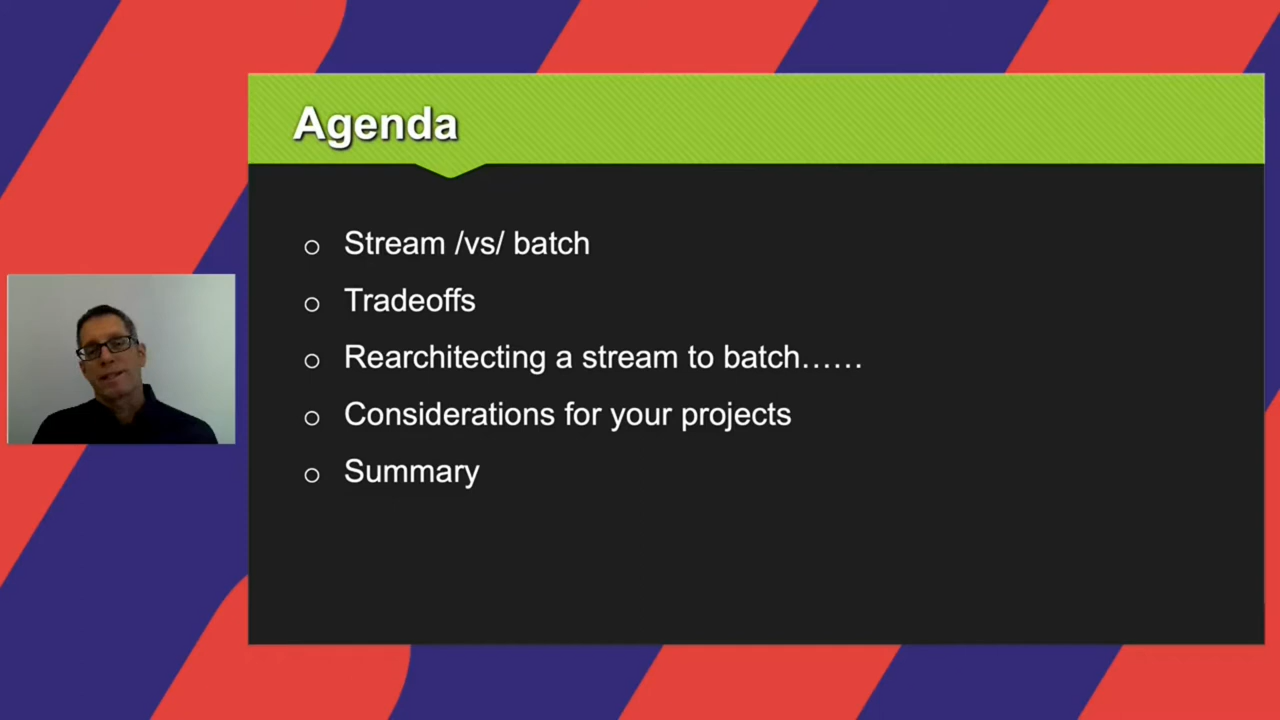 Agenda
Stream /vs/ batch
Tradeoffs
Rearchitecting a stream to batch……
Considerations for your projects
Summary